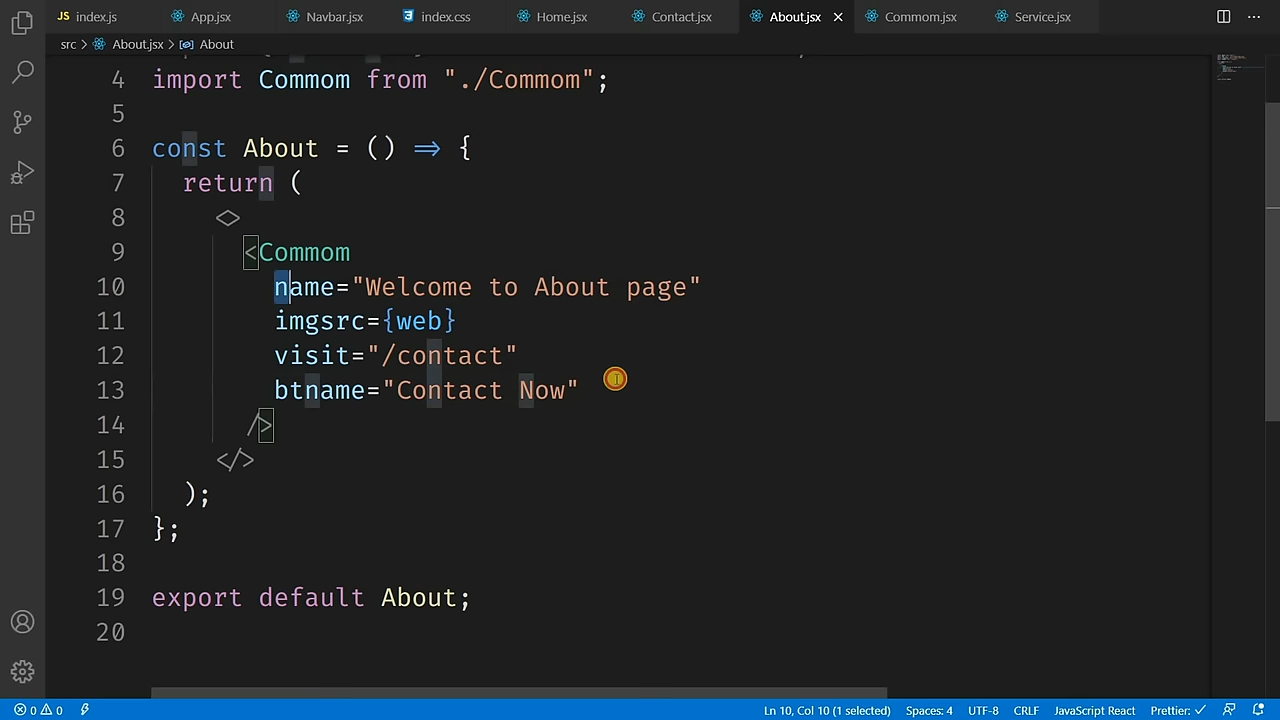 JS index.js App.jsx Navbar.jsx index.css Home.jsx Contact.jsx About.jsx Commom.jsx Service.jsx
src > About.jsx > About
4 import Commom from "./Commom";
5
6 const About = () => {
7 return (
8 <>
9 <Commom
10 name="Welcome to About page"
11 imgsrc={web}
12 visit="/contact"
13 btname="Contact Now"
14 />
15 </>
16 );
17 };
18
19 export default About;
20
0 0 Ln 10, Col 10 (1 selected) Spaces: 4 UTF-8 CRLF JavaScript React Prettier: ✓